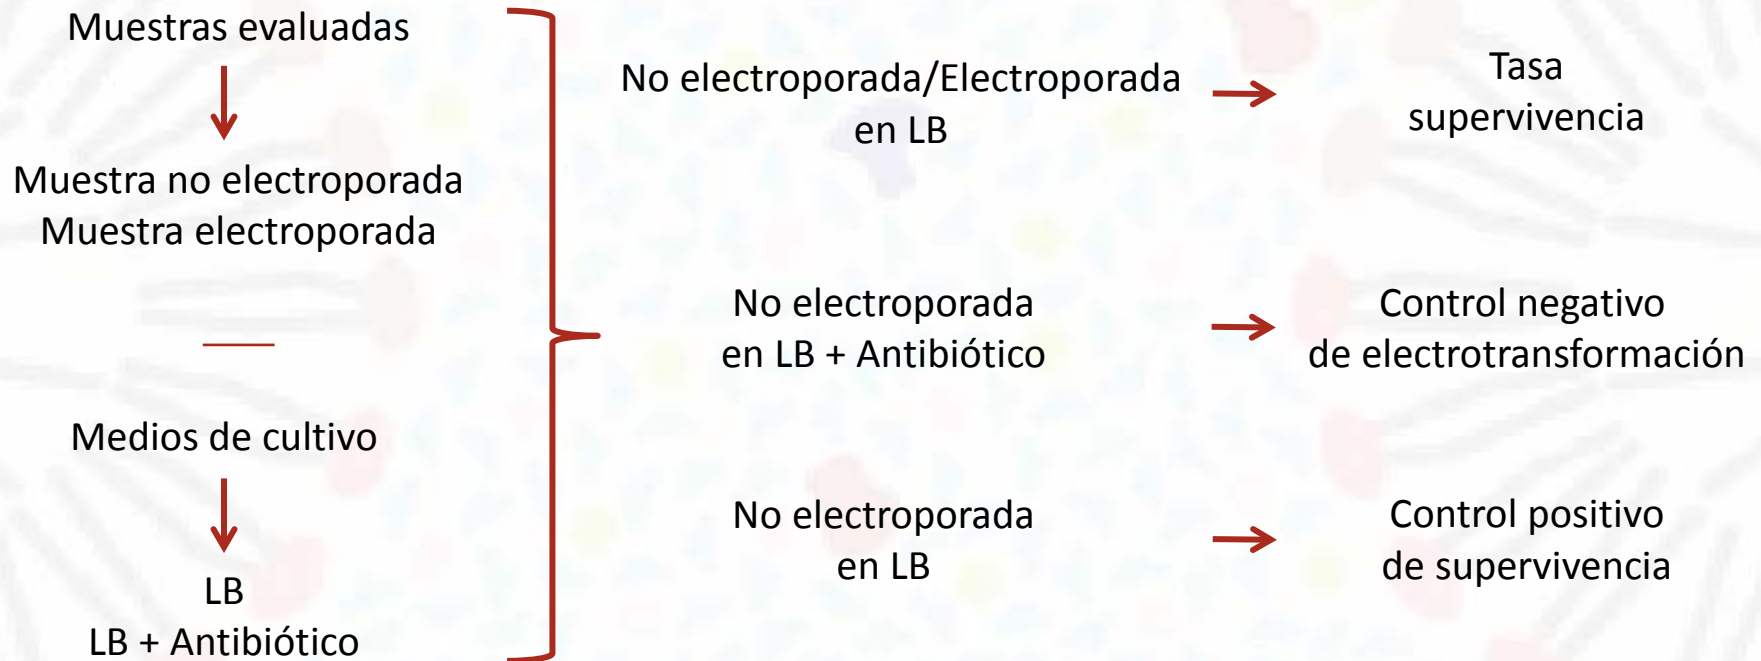 Muestras evaluadas
Muestra no electroporada
Muestra electroporada
Medios de cultivo
LB
LB + Antibiótico
No electroporada/Electroporada
en LB
Tasa
supervivencia
No electroporada
en LB + Antibiótico
Control negativo
de electrotransformación
No electroporada
en LB
Control positivo
de supervivencia